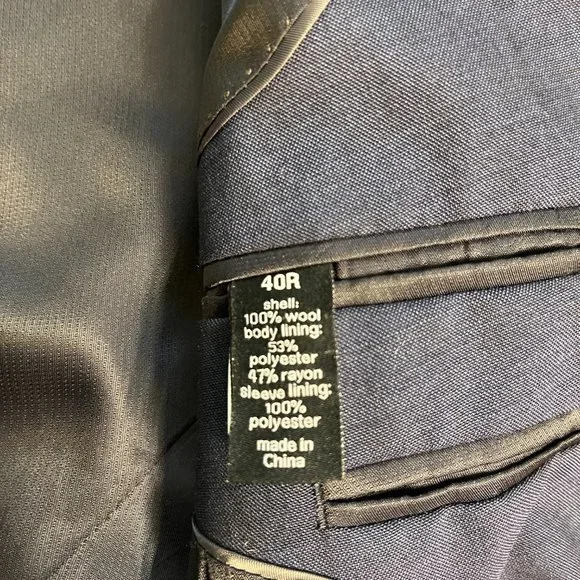 40R
shell:
100% wool
body lining:
53%
polyester
47% rayon
sleeve lining:
100%
polyester
made in
China